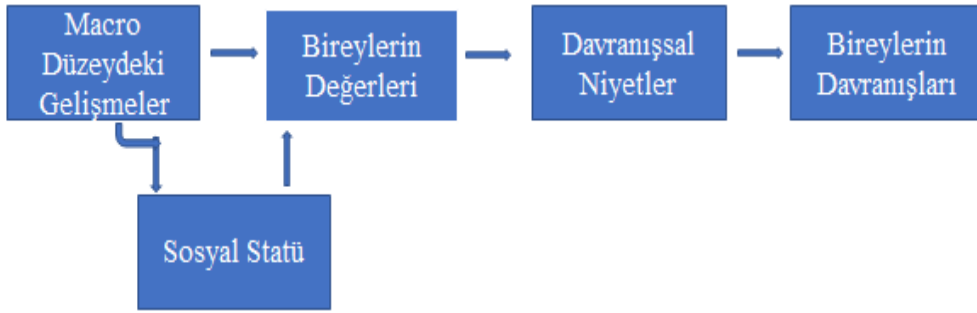 Macro
Düzeydeki
Gelişmeler
Bireylerin
Değerleri
Davranışsal
Niyetler
Bireylerin
Davranışları
Sosyal Statü